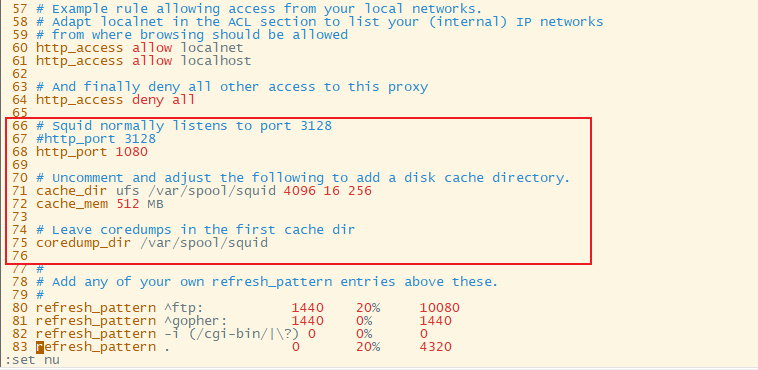 57 # Example rule allowing access from your local networks.
58 # Adapt localnet in the ACL section to list your (internal) IP networks
59 # from where browsing should be allowed
60 http_access allow localnet
61 http_access allow localhost
62
63 # And finally deny all other access to this proxy
64 http_access deny all
65
66 # Squid normally listens to port 3128
67 #http_port 3128
68 http_port 1080
69
70 # Uncomment and adjust the following to add a disk cache directory.
71 cache_dir ufs /var/spool/squid 4096 16 256
72 cache_mem 512 MB
73
74 # Leave coredumps in the first cache dir
75 coredump_dir /var/spool/squid
76
77 #
78 # Add any of your own refresh_pattern entries above these.
79 #
80 refresh_pattern ^ftp: 1440 20% 10080
81 refresh_pattern ^gopher: 1440 0% 1440
82 refresh_pattern -i (/cgi-bin/|\?) 0 0% 0
83 refresh_pattern . 0 20% 4320
:set nu